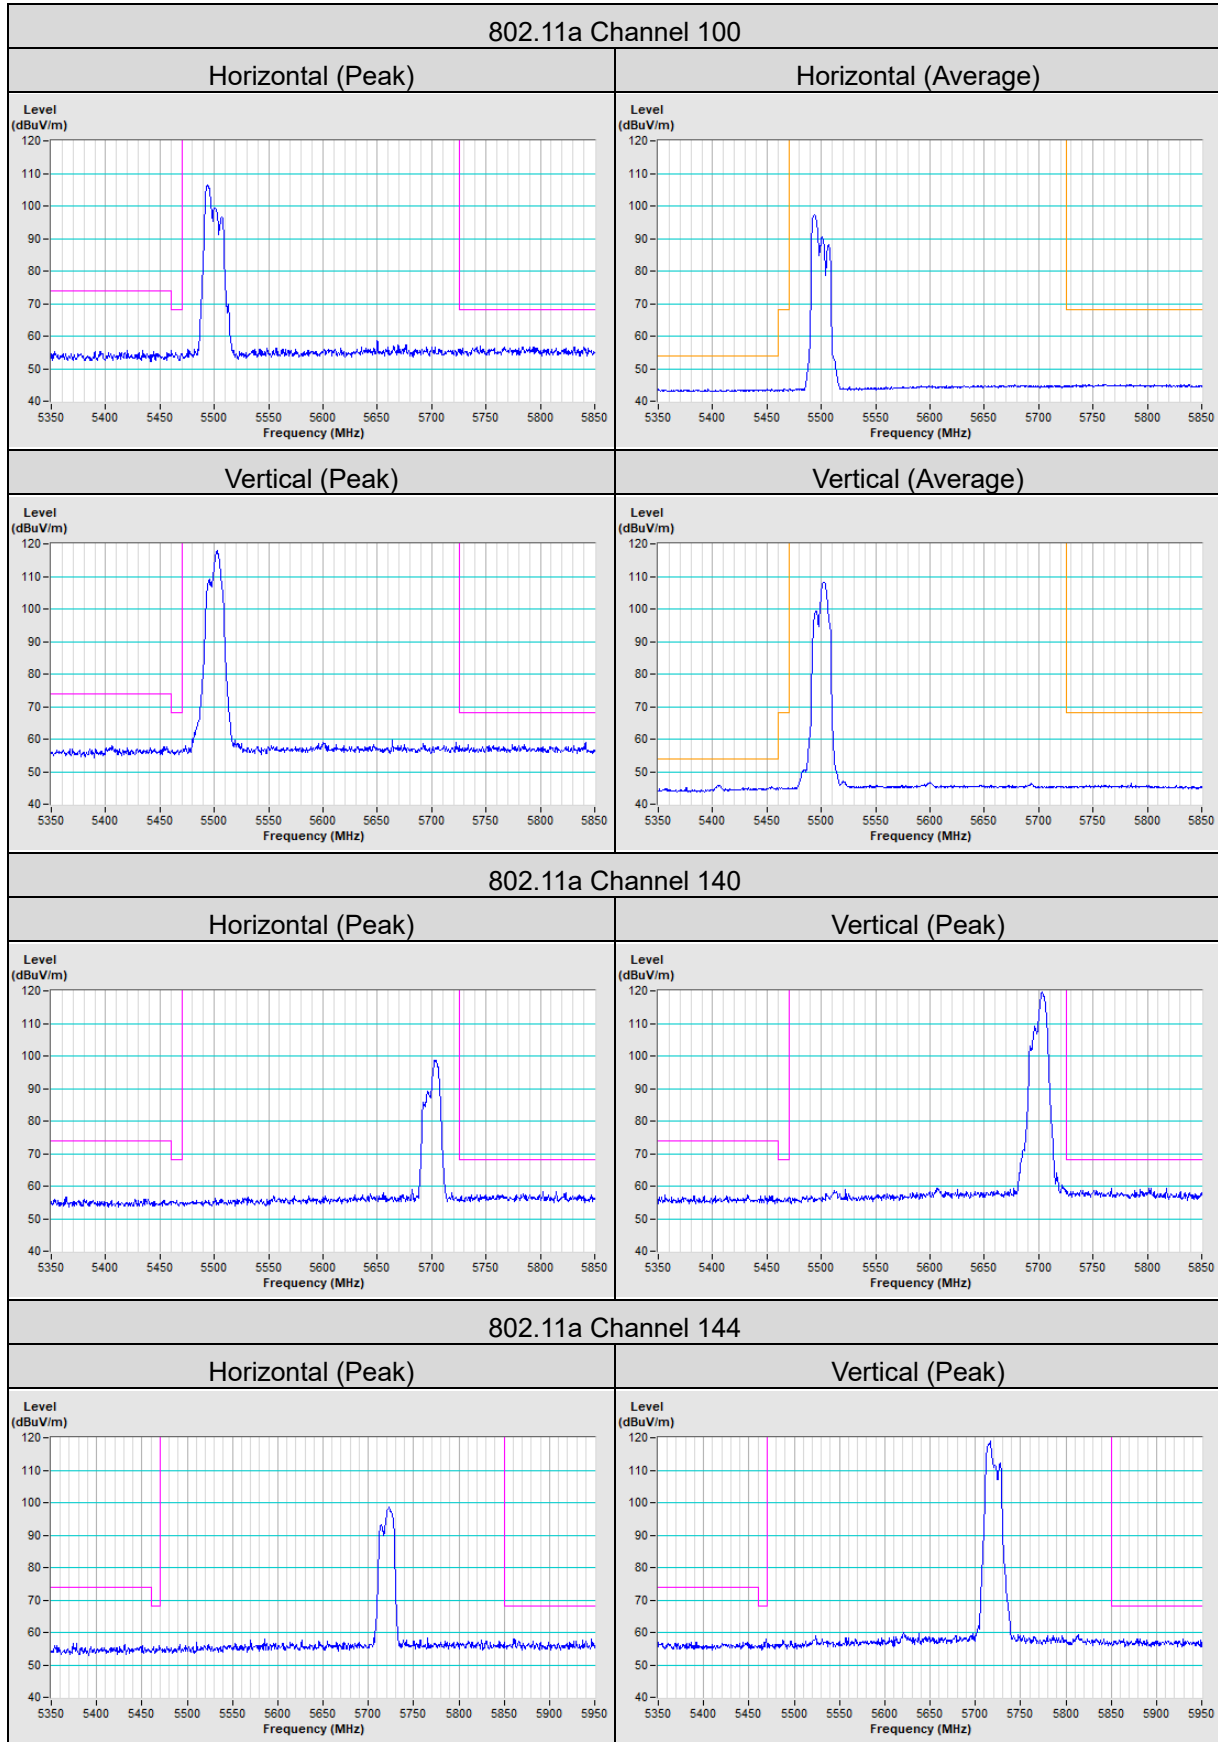 802.11a Channel 100
Horizontal (Peak)
Horizontal (Average)
Level
(dBuV/m)
120
110
100
90
80
70
60
50
40
5350 5400 5450 5500 5550 5600 5650 5700 5750 5800 5850
Frequency (MHz)
Level
(dBuV/m)
120
110
100
90
80
70
60
50
40
5350 5400 5450 5500 5550 5600 5650 5700 5750 5800 5850
Frequency (MHz)
Vertical (Peak)
Vertical (Average)
Level
(dBuV/m)
120
110
100
90
80
70
60
50
40
5350 5400 5450 5500 5550 5600 5650 5700 5750 5800 5850
Frequency (MHz)
Level
(dBuV/m)
120
110
100
90
80
70
60
50
40
5350 5400 5450 5500 5550 5600 5650 5700 5750 5800 5850
Frequency (MHz)
802.11a Channel 140
Horizontal (Peak)
Vertical (Peak)
Level
(dBuV/m)
120
110
100
90
80
70
60
50
40
5350 5400 5450 5500 5550 5600 5650 5700 5750 5800 5850
Frequency (MHz)
Level
(dBuV/m)
120
110
100
90
80
70
60
50
40
5350 5400 5450 5500 5550 5600 5650 5700 5750 5800 5850
Frequency (MHz)
802.11a Channel 144
Horizontal (Peak)
Vertical (Peak)
Level
(dBuV/m)
120
110
100
90
80
70
60
50
40
5350 5400 5450 5500 5550 5600 5650 5700 5750 5800 5850 5900 5950
Frequency (MHz)
Level
(dBuV/m)
120
110
100
90
80
70
60
50
40
5350 5400 5450 5500 5550 5600 5650 5700 5750 5800 5850 5900 5950
Frequency (MHz)